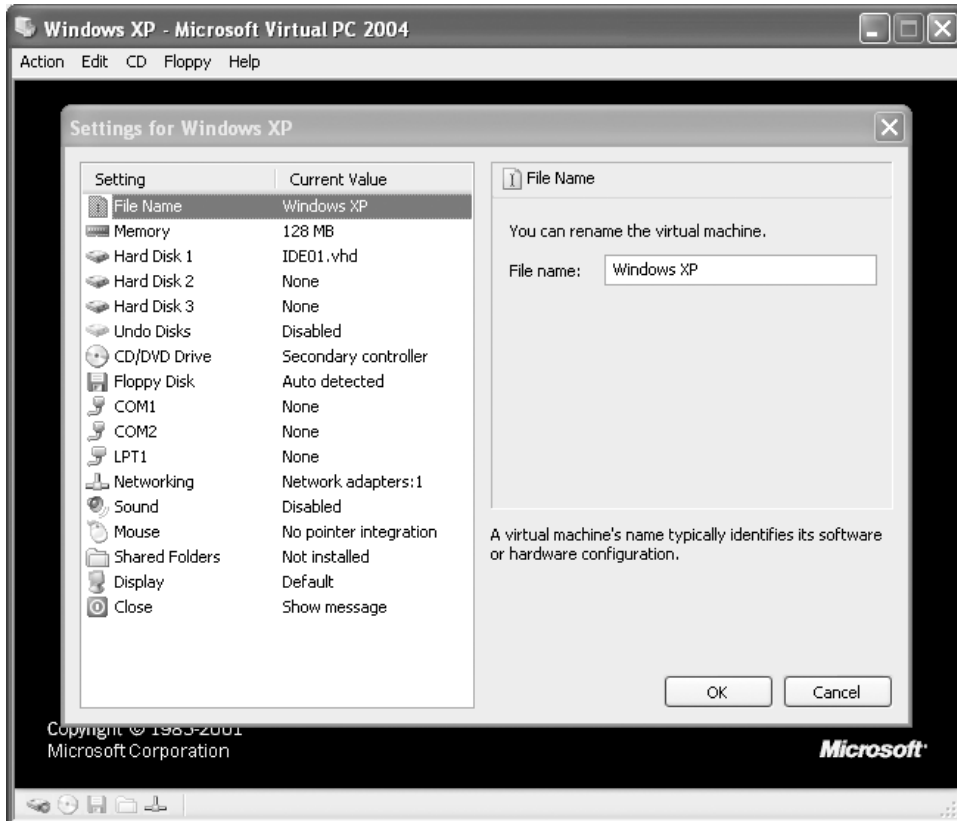 Windows XP - Microsoft Virtual PC 2004
Action Edit CD Floppy Help
Settings for Windows XP
Setting Current Value
File Name Windows XP
Memory 128 MB
Hard Disk 1 IDE01.vhd
Hard Disk 2 None
Hard Disk 3 None
Undo Disks Disabled
CD/DVD Drive Secondary controller
Floppy Disk Auto detected
COM1 None
COM2 None
LPT1 None
Networking Network adapters:1
Sound Disabled
Mouse No pointer integration
Shared Folders Not installed
Display Default
Close Show message
File Name
You can rename the virtual machine.
File name: Windows XP
A virtual machine's name typically identifies its software
or hardware configuration.
OK Cancel
Copyright © 1985-2001
Microsoft Corporation
Microsoft